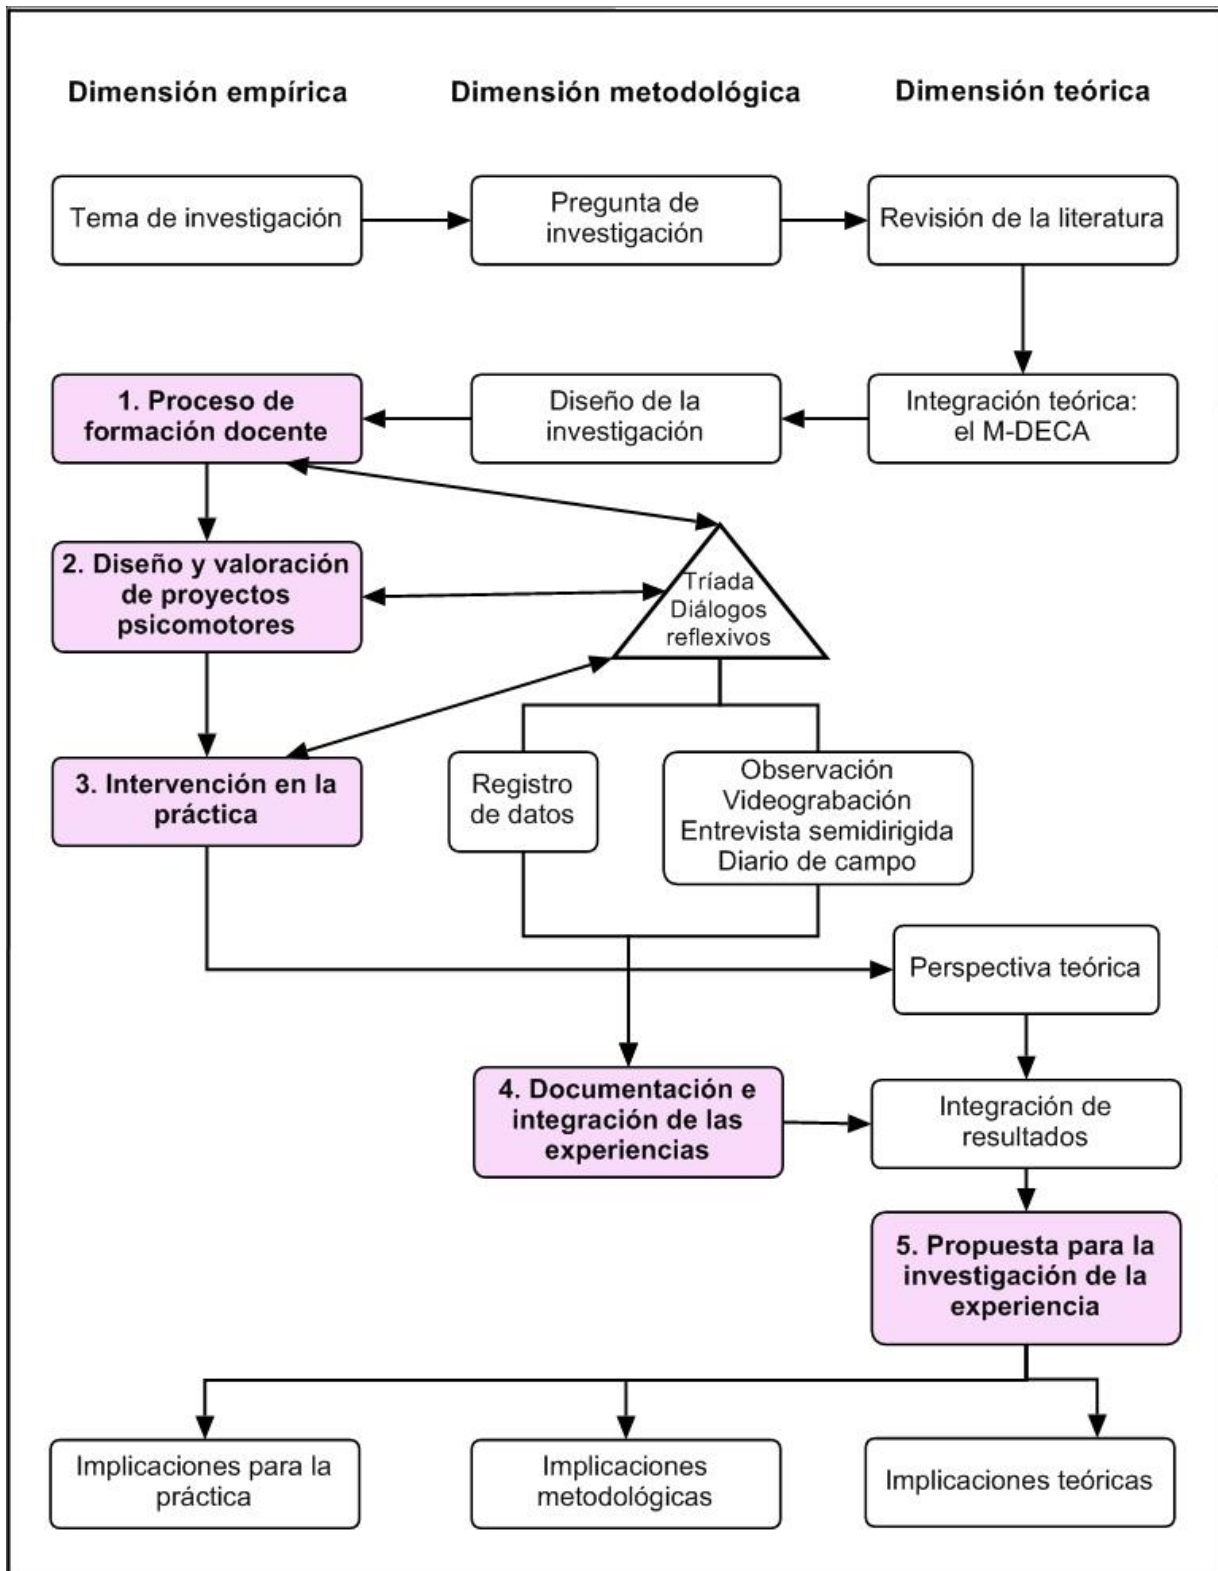 Dimensión empírica
Dimensión metodológica
Dimensión teórica
Tema de investigación
Pregunta de
investigación
Revisión de la literatura
1. Proceso de
formación docente
Diseño de la
investigación
Integración teórica:
el M-DECA
2. Diseño y valoración
de proyectos
psicomotores
Tríada
Diálogos
reflexivos
3. Intervención en la
práctica
Registro
de datos
Observación
Videograbación
Entrevista semidirigida
Diario de campo
Perspectiva teórica
4. Documentación e
integración de las
experiencias
Integración de
resultados
5. Propuesta para la
investigación de la
experiencia
Implicaciones para la
práctica
Implicaciones
metodológicas
Implicaciones teóricas